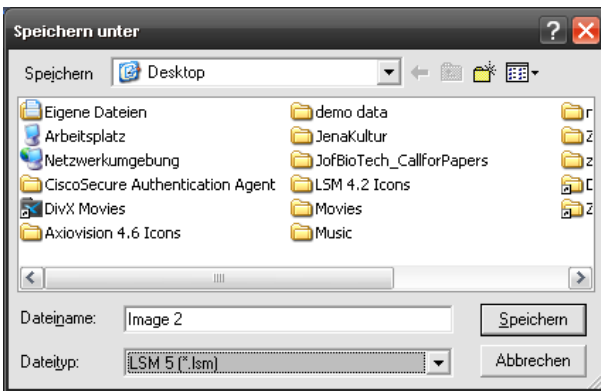 Speichern unter
Speichern Desktop
Eigene Dateien
Arbeitsplatz
Netzwerkumgebung
CiscoSecure Authentication Agent
DivX Movies
Axiovision 4.6 Icons
demo data
JenaKultur
JofBioTech_CallforPapers
LSM 4.2 Icons
Movies
Music
Dateiname: Image 2 Speichern
Dateityp: LSM 5 (*.lsm) Abbrechen